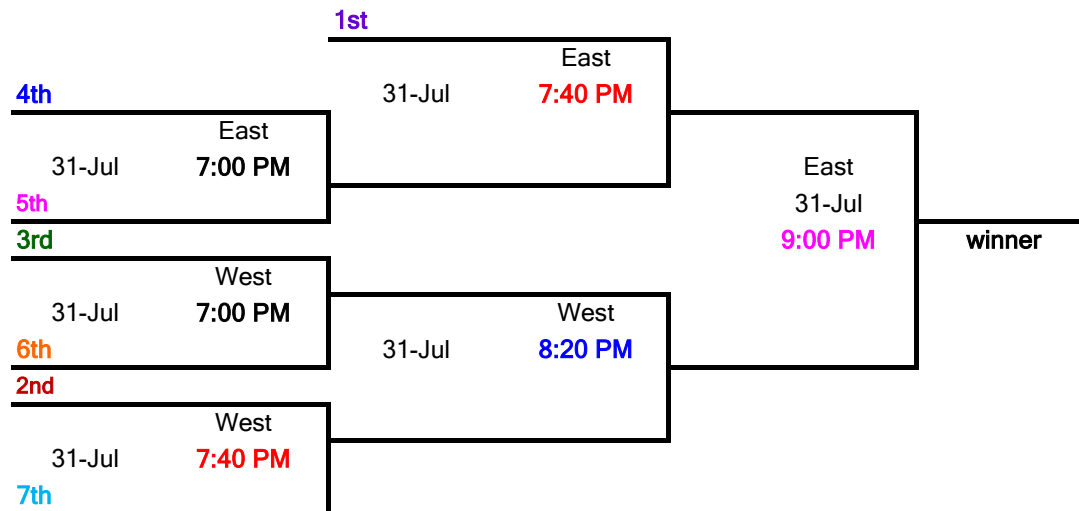 1st
East
31-Jul 7:40 PM
4th
East
31-Jul 7:00 PM
5th
East
31-Jul
9:00 PM
winner
3rd
West
31-Jul 7:00 PM
6th
West
31-Jul 8:20 PM
2nd
West
31-Jul 7:40 PM
7th